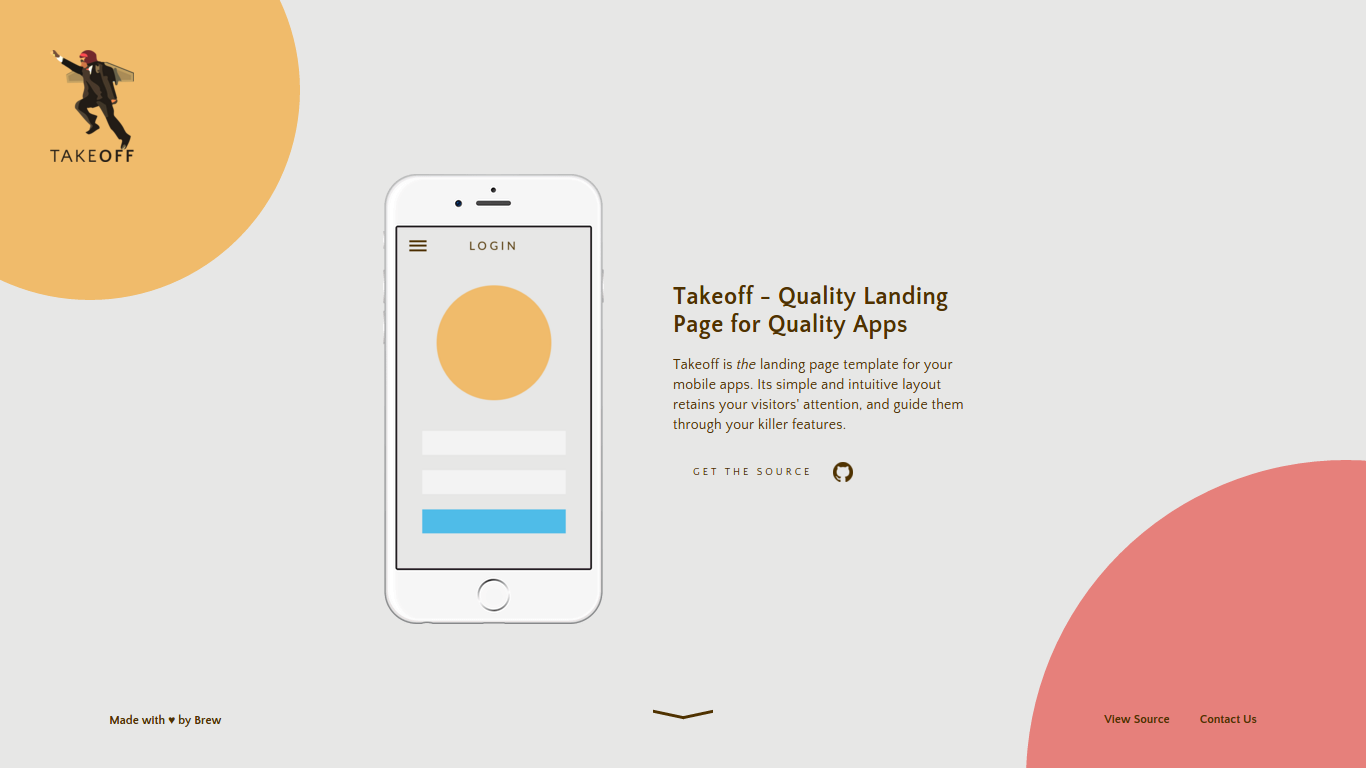 TAKEOFF
LOGIN
Takeoff – Quality Landing
Page for Quality Apps
Takeoff is the landing page template for your
mobile apps. Its simple and intuitive layout
retains your visitors' attention, and guide them
through your killer features.
GET THE SOURCE
Made with ♥ by Brew
View Source
Contact Us